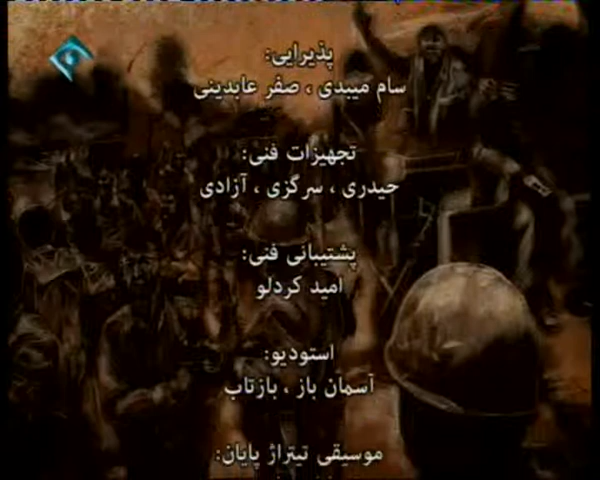 پذیرایی:
سام میبدی ، صفر عابدینی
تجهیزات فنی:
حیدری ، سرگزی ، آزادی
پشتیبانی فنی:
امید کردلو
استودیو:
آسمان باز ، بازتاب
موسیقی تیتراژ پایان: